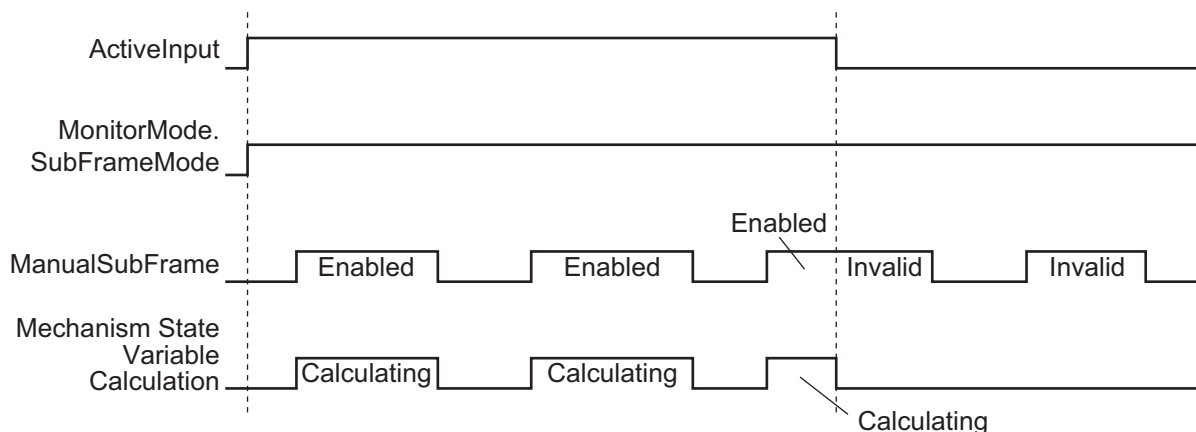 ActiveInput
MonitorMode.
SubFrameMode
Enabled
ManualSubFrame
Enabled
Enabled
Invalid
Invalid
Mechanism State
Variable
Calculation
Calculating
Calculating
Calculating